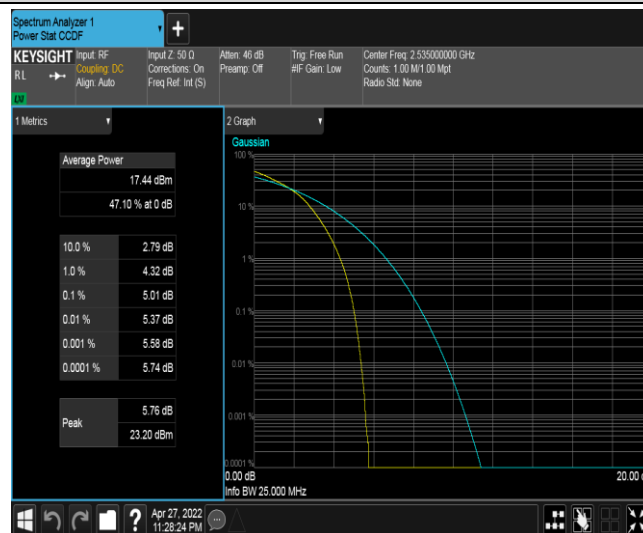 Spectrum Analyzer 1
Power Stat CCDF
KEYSIGHT
RL
Input: RF
Coupling: DC
Align: Auto
Input Z: 50 Ω
Corrections: On
Freq Ref: Int (S)
Atten: 46 dB
Preamp: Off
Trig: Free Run
#IF Gain: Low
Center Freq: 2.535000000 GHz
Counts: 1.00 M/1.00 Mpt
Radio Std: None
1 Metrics
Average Power
17.44 dBm
47.10 % at 0 dB
10.0 % 2.79 dB
1.0 % 4.32 dB
0.1 % 5.01 dB
0.01 % 5.37 dB
0.001 % 5.58 dB
0.0001 % 5.74 dB
Peak
5.76 dB
23.20 dBm
2 Graph
Gaussian
100 %
10 %
1 %
0.1 %
0.01 %
0.001 %
0.0001 %
0.00 dB
20.00
Info BW 25.000 MHz
Apr 27, 2022
11:28:24 PM